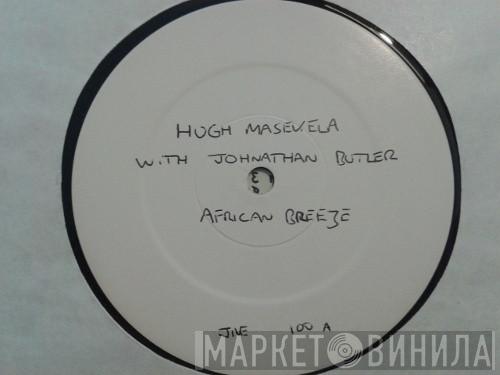 HUGH MASEKELA
WITH JOHNATHAN BUTLER
AFRICAN BREEZE
JIVE 100 A
МАРКЕТ ВИНИЛА